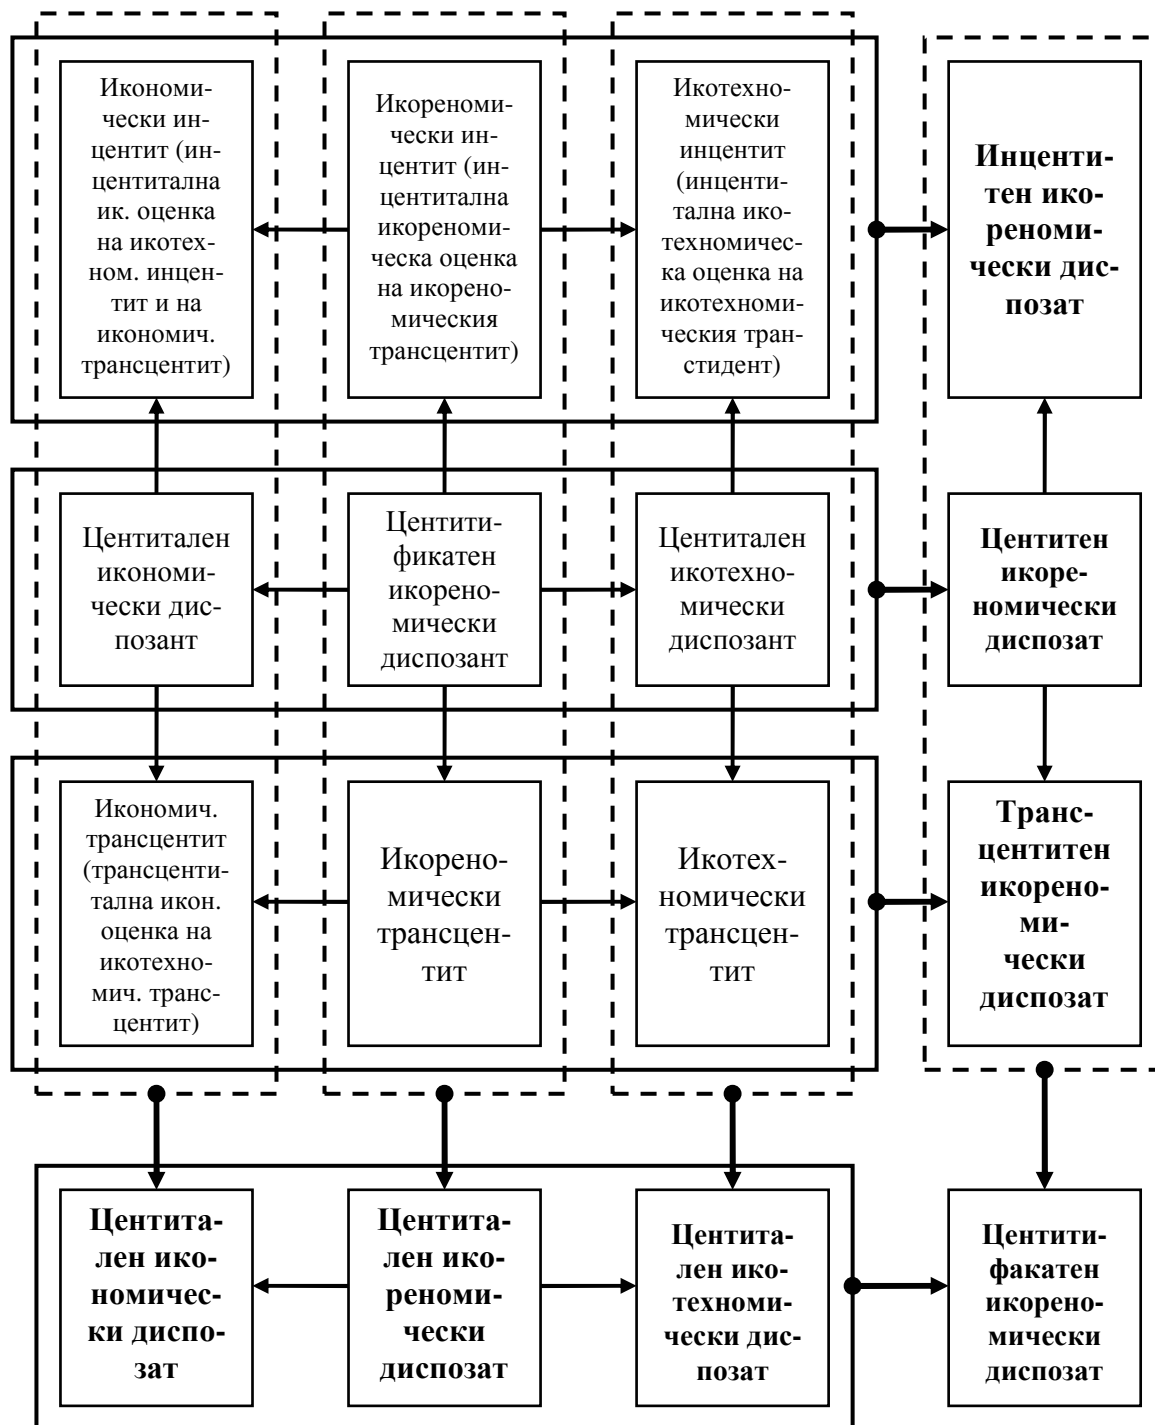 Икономи-
чески ин-
центит (ин-
центитална
ик. оценка
на икотех-
ном. инцен-
тит и на
икономич.
трансцентит)
Икореноми-
чески ин-
центит (ин-
центитална
икореноми-
ческа оценка
на икорено-
мическия
трансцентит)
Икотехно-
мически
инцентит
(инценти-
тална ико-
техномичес-
ка оценка на
икотехноми-
ческия тран-
стидент)
Инценти-
тен ико-
реноми-
чески дис-
позат
Центитален
икономи-
чески дис-
позант
Центити-
фикатен
икорено-
мически
диспозант
Центитален
икотехно-
мически
диспозант
Центитен
икоре-
номически
диспозат
Икономич.
трансцентит
(трансценти-
тална икон.
оценка на
икотехно-
мич. транс-
центит)
Икорено-
мически
трансцен-
тит
Икотех-
номически
трансцен-
тит
Транс-
центитен
икорено-
ми-
чески
диспозат
Центита-
лен ико-
номичес-
ки диспо-
зат
Центита-
лен ико-
реноми-
чески
диспозат
Центита-
лен ико-
техноми-
чески дис-
позат
Центити-
факатен
икорено-
мически
диспозат